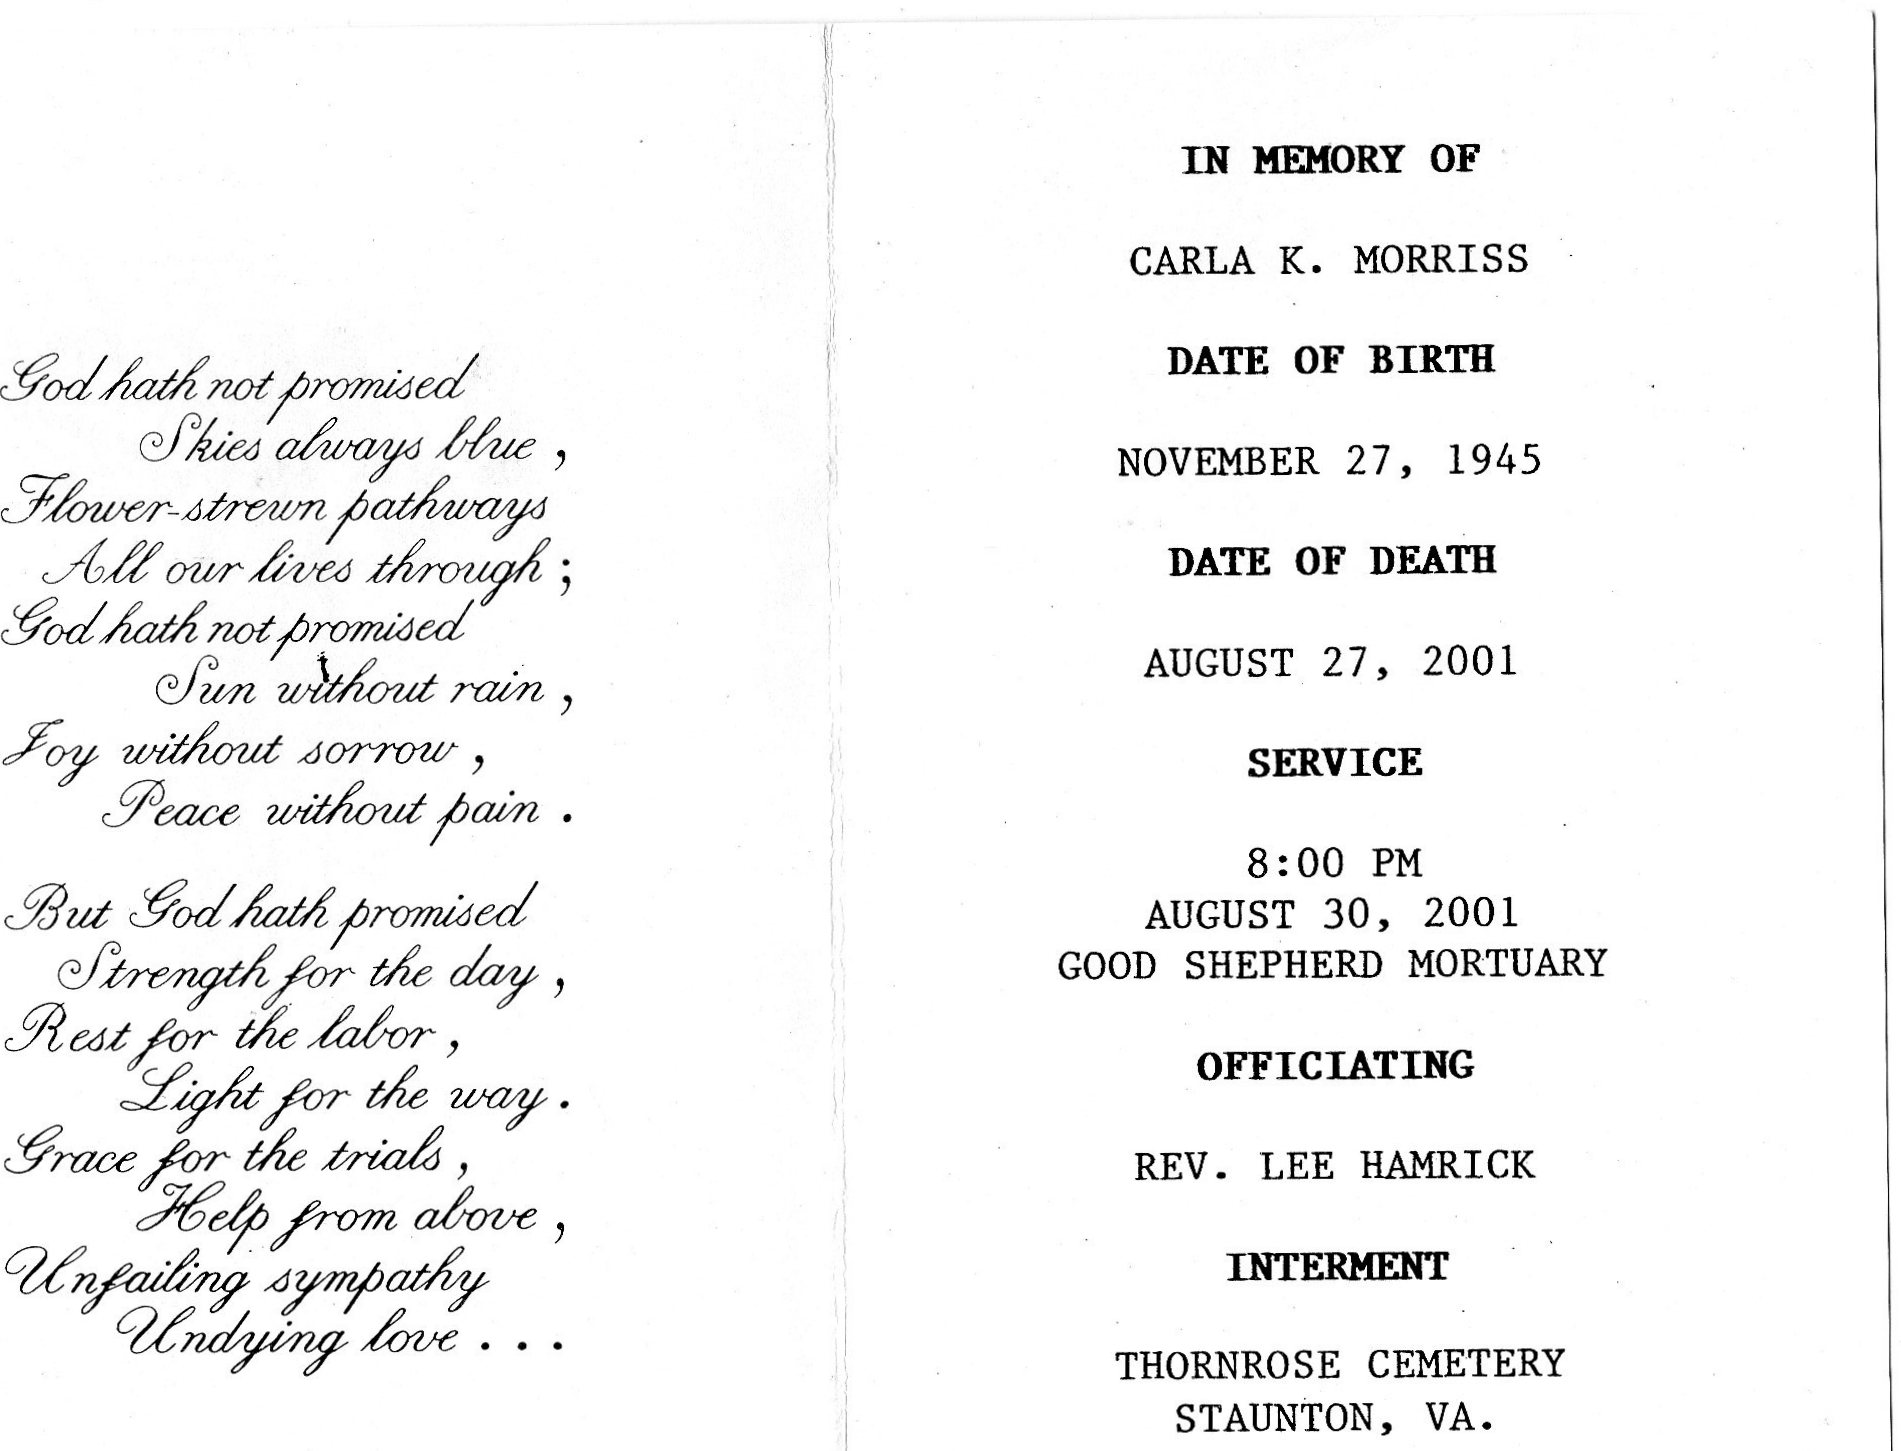 God hath not promised
Skies always blue,
Flower-strewn pathways
All our lives through;
God hath not promised
Sun without rain,
Joy without sorrow,
Peace without pain.
But God hath promised
Strength for the day,
Rest for the labor,
Light for the way.
Grace for the trials,
Help from above,
Unfailing sympathy
Undying love . . .
IN MEMORY OF
CARLA K. MORRISS
DATE OF BIRTH
NOVEMBER 27, 1945
DATE OF DEATH
AUGUST 27, 2001
SERVICE
8:00 PM
AUGUST 30, 2001
GOOD SHEPHERD MORTUARY
OFFICIATING
REV. LEE HAMRICK
INTERMENT
THORNROSE CEMETERY
STAUNTON, VA.